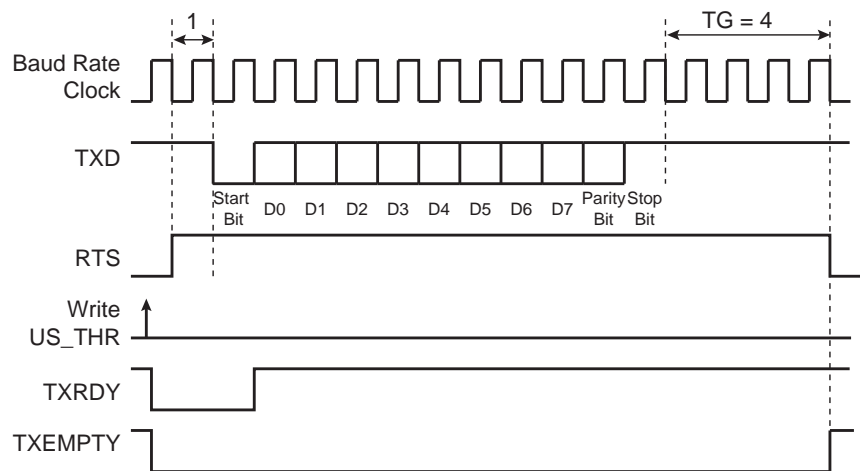 1
TG = 4
Baud Rate
Clock
TXD
Start
Bit
D0
D1
D2
D3
D4
D5
D6
D7
Parity
Bit
Stop
Bit
RTS
Write
US_THR
TXRDY
TXEMPTY